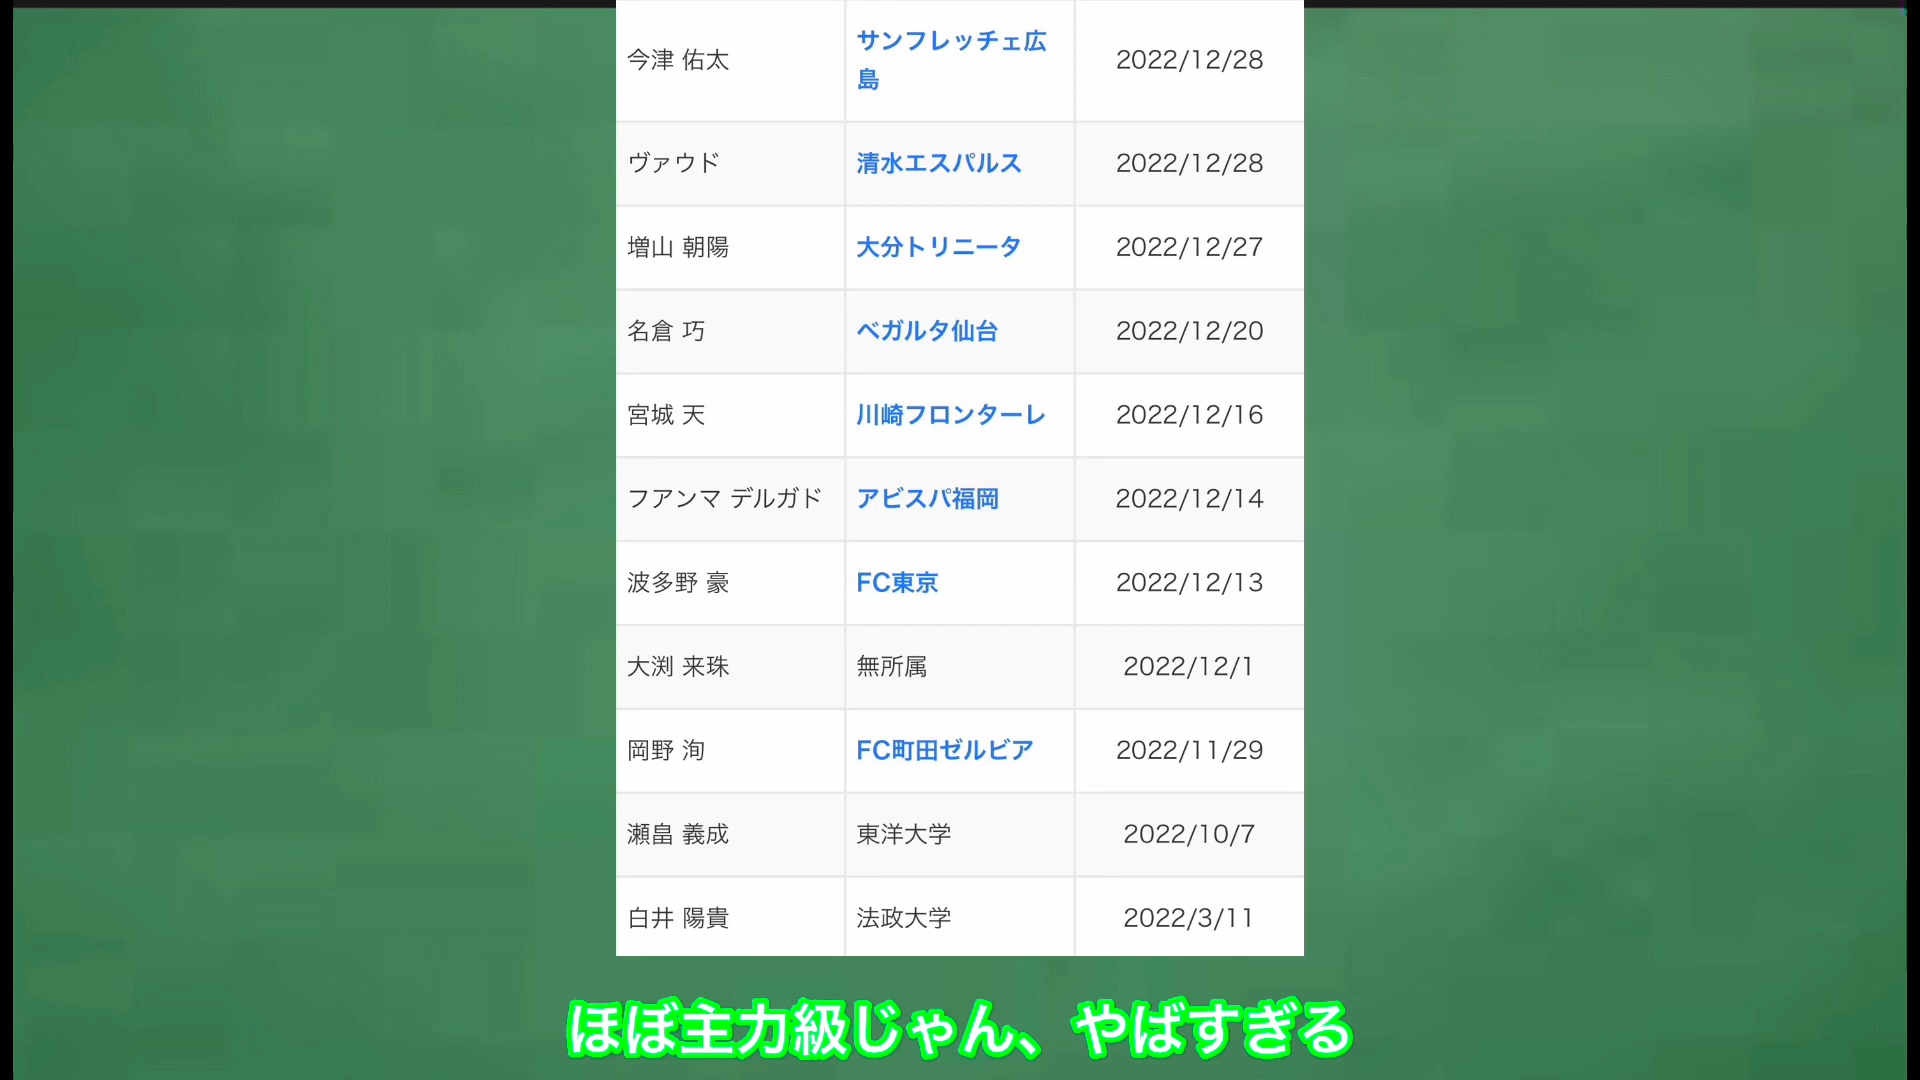 今津 佑太 サンフレッチェ広
島 2022/12/28
ヴァウド 清水エスパルス 2022/12/28
増山 朝陽 大分トリニータ 2022/12/27
名倉 巧 ベガルタ仙台 2022/12/20
宮城 天 川崎フロンターレ 2022/12/16
フアンマ デルガド アビスパ福岡 2022/12/14
波多野 豪 FC東京 2022/12/13
大渕 来珠 無所属 2022/12/1
岡野 洵 FC町田ゼルビア 2022/11/29
瀬畠 義成 東洋大学 2022/10/7
白井 陽貴 法政大学 2022/3/11
ほぼ主力級じゃん、やばすぎる